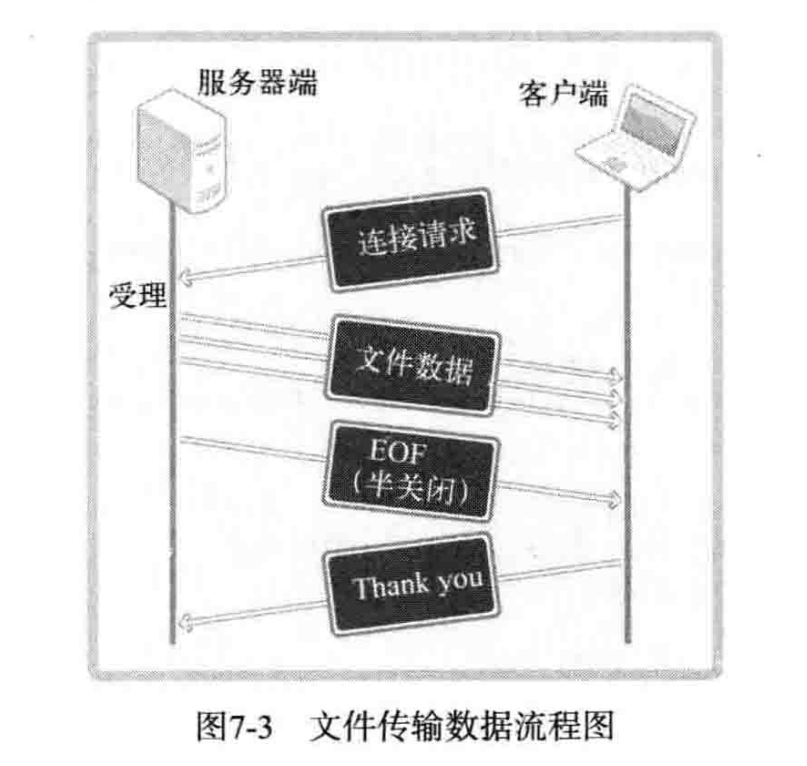 服务器端
客户端
连接请求
受理
文件数据
EOF
（半关闭）
Thank you
图7-3 文件传输数据流程图